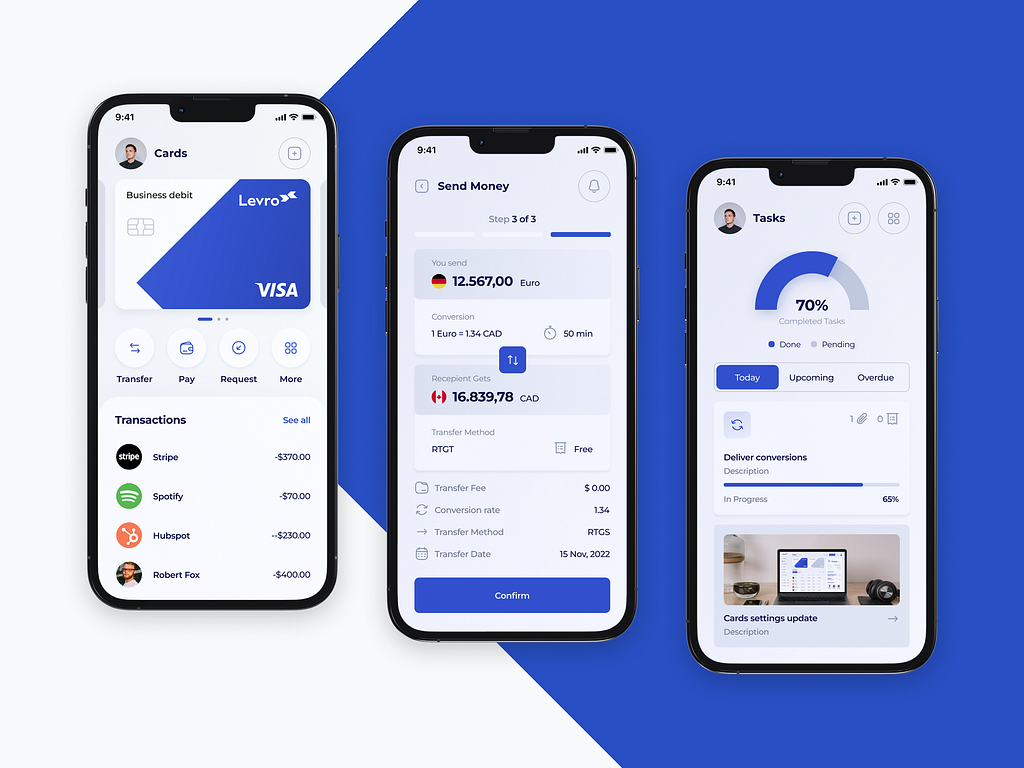 9:41
Cards
Business debit
Levro
VISA
Transfer Pay Request More
Transactions See all
stripe Stripe -$370.00
Spotify -$70.00
Hubspot --$230.00
Robert Fox -$400.00
9:41
Send Money
Step 3 of 3
You send
12.567,00 Euro
Conversion
1 Euro = 1.34 CAD 50 min
Recepient Gets
16.839,78 CAD
Transfer Method
RTGT Free
Transfer Fee $ 0.00
Conversion rate 1.34
Transfer Method RTGS
Transfer Date 15 Nov, 2022
Confirm
9:41
Tasks
70%
Completed Tasks
Done Pending
Today Upcoming Overdue
1 0
Deliver conversions
Description
In Progress 65%
Cards settings update
Description